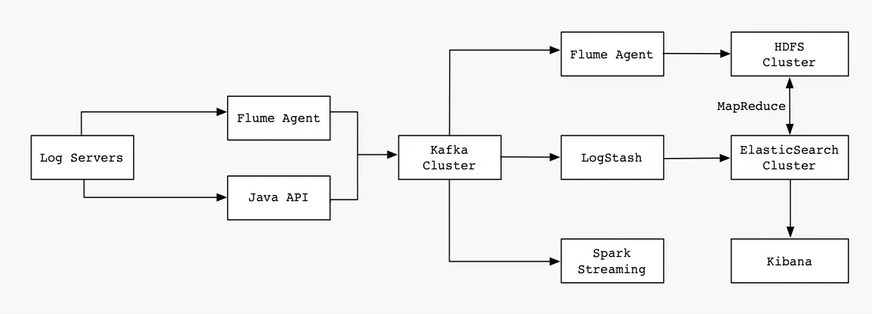 Flume Agent
HDFS
Cluster
MapReduce
Flume Agent
Log Servers
Kafka
Cluster
LogStash
ElasticSearch
Cluster
Java API
Spark
Streaming
Kibana